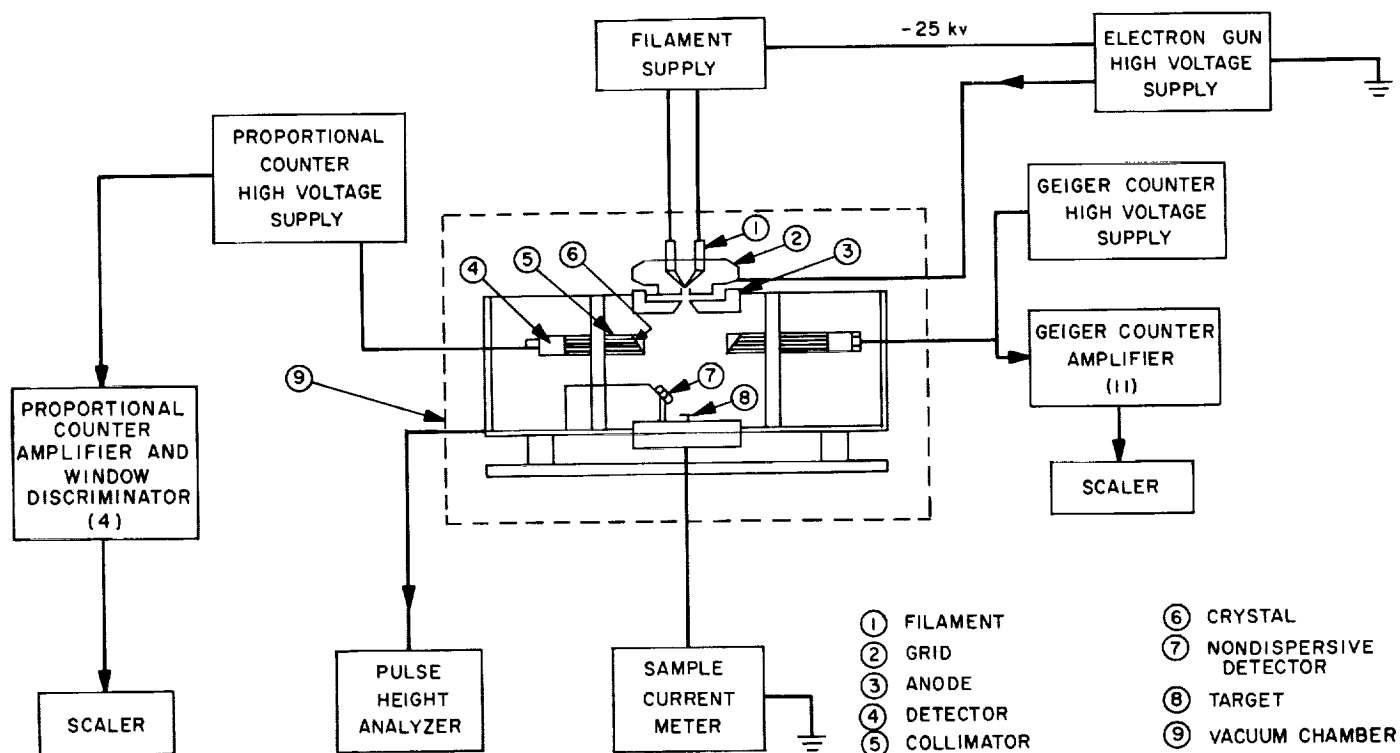 FILAMENT
SUPPLY
-25 kv
ELECTRON GUN
HIGH VOLTAGE
SUPPLY
PROPORTIONAL
COUNTER
HIGH VOLTAGE
SUPPLY
GEIGER COUNTER
HIGH VOLTAGE
SUPPLY
1
2
3
4
5
6
7
8
9
GEIGER COUNTER
AMPLIFIER
(11)
SCALER
PROPORTIONAL
COUNTER
AMPLIFIER AND
WINDOW
DISCRIMINATOR
(4)
SCALER
PULSE
HEIGHT
ANALYZER
SAMPLE
CURRENT
METER
1 FILAMENT
2 GRID
3 ANODE
4 DETECTOR
5 COLLIMATOR
6 CRYSTAL
7 NONDISPERSIVE
DETECTOR
8 TARGET
9 VACUUM CHAMBER